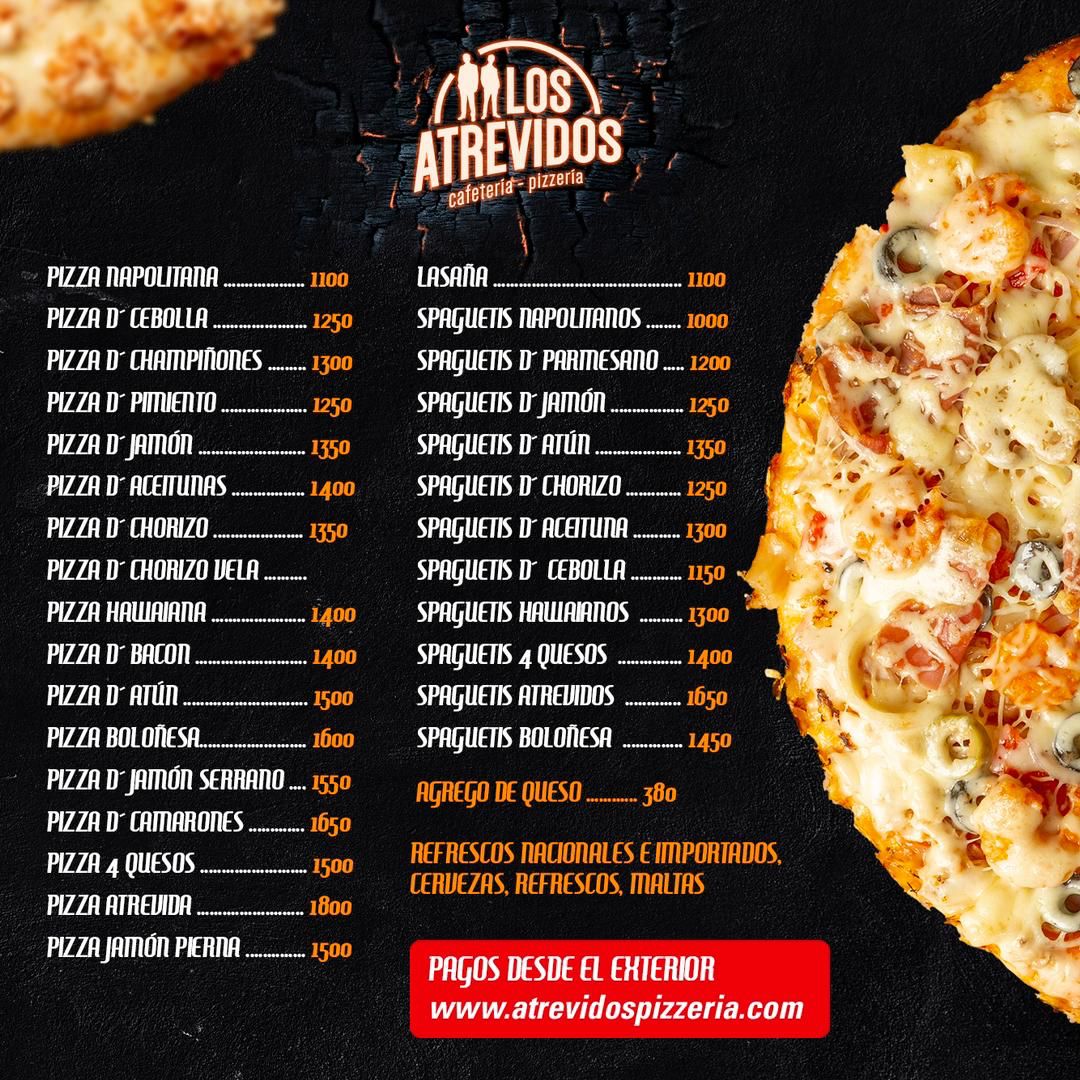 LOS
ATREVIDOS
cafetería - pizzería
PIZZA NAPOLITANA .................... 1100
PIZZA D´ CEBOLLA ....................... 1250
PIZZA D´ CHAMPIÑONES ......... 1300
PIZZA D´ PIMIENTO ..................... 1250
PIZZA D´ JAMÓN .......................... 1350
PIZZA D´ ACEITUNAS .................. 1400
PIZZA D´ CHORIZO ...................... 1350
PIZZA D´ CHORIZO VELA ..........
PIZZA HAWAIANA ....................... 1400
PIZZA D´ BACON ........................... 1400
PIZZA D´ ATÚN ............................... 1500
PIZZA BOLOÑESA.......................... 1600
PIZZA D´ JAMÓN SERRANO .... 1550
PIZZA D´ CAMARONES .............. 1650
PIZZA 4 QUESOS .......................... 1500
PIZZA ATREVIDA .......................... 1800
PIZZA JAMÓN PIERNA ............... 1500
LASAÑA .............................................. 1100
SPAGUETIS NAPOLITANOS ........ 1000
SPAGUETIS D´ PARMESANO ..... 1200
SPAGUETIS D´ JAMÓN .................. 1250
SPAGUETIS D´ ATÚN ..................... 1350
SPAGUETIS D´ CHORIZO .............. 1250
SPAGUETIS D´ ACEITUNA ............ 1300
SPAGUETIS D´ CEBOLLA ............. 1150
SPAGUETIS HAWAIANOS ........... 1300
SPAGUETIS 4 QUESOS ................ 1400
SPAGUETIS ATREVIDOS .............. 1650
SPAGUETIS BOLOÑESA ............... 1450
AGREGO DE QUESO ............ 380
REFRESCOS NACIONALES E IMPORTADOS,
CERVEZAS, REFRESCOS, MALTAS
PAGOS DESDE EL EXTERIOR
www.atrevidospizzeria.com